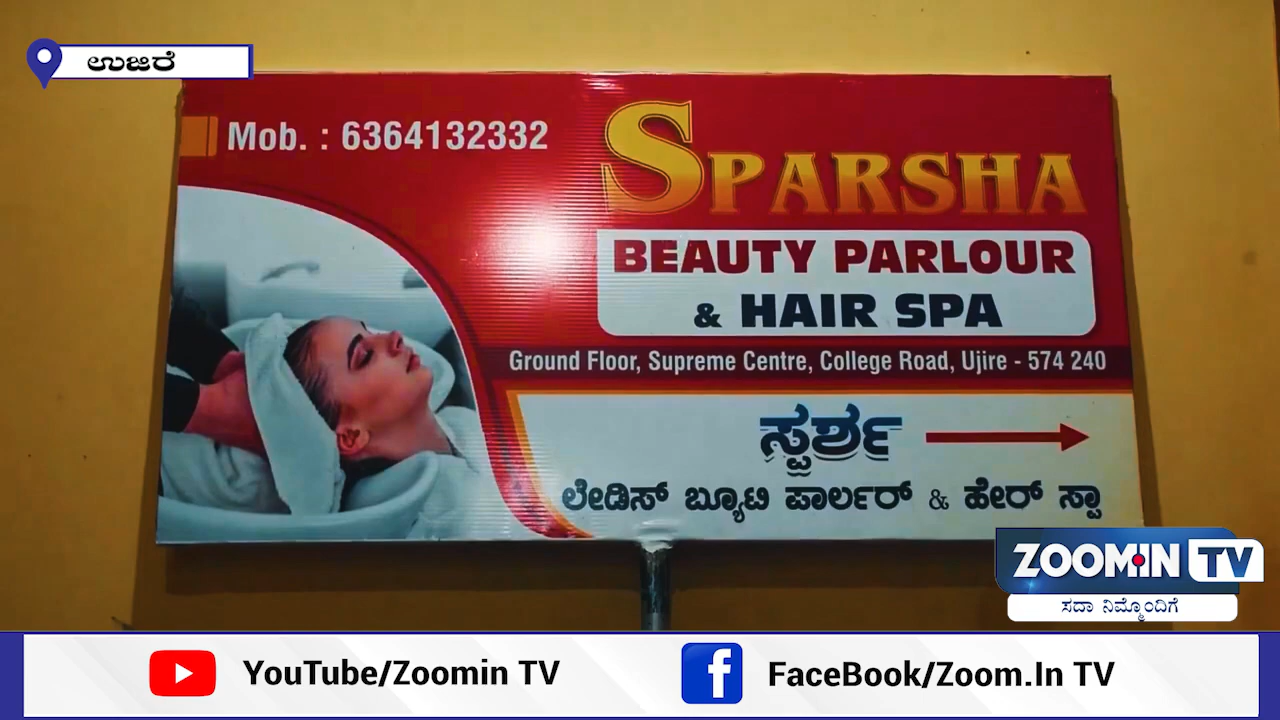 ಉಜಿರೆ
Mob. : 6364132332
SPARSHA
BEAUTY PARLOUR
& HAIR SPA
Ground Floor, Supreme Centre, College Road, Ujire - 574 240
ಸ್ಪರ್ಶ
ಲೇಡಿಸ್ ಬ್ಯೂಟಿ ಪಾರ್ಲರ್ & ಹೇರ್ ಸ್ಪಾ
ZOOMIN TV
ಸದಾ ನಿಮ್ಮೊಂದಿಗೆ
YouTube/Zoomin TV
FaceBook/Zoom.In TV